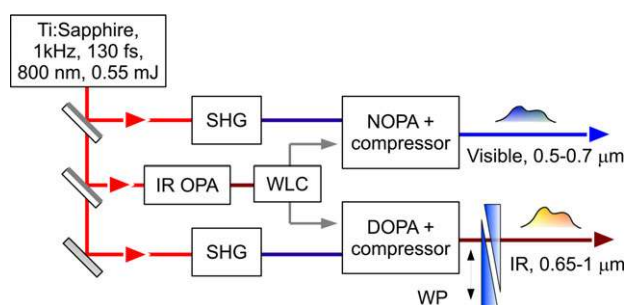 Ti:Sapphire,
1kHz, 130 fs,
800 nm, 0.55 mJ
SHG
NOPA +
compressor
Visible, 0.5-0.7 μm
IR OPA
WLC
SHG
DOPA +
compressor
IR, 0.65-1 μm
WP